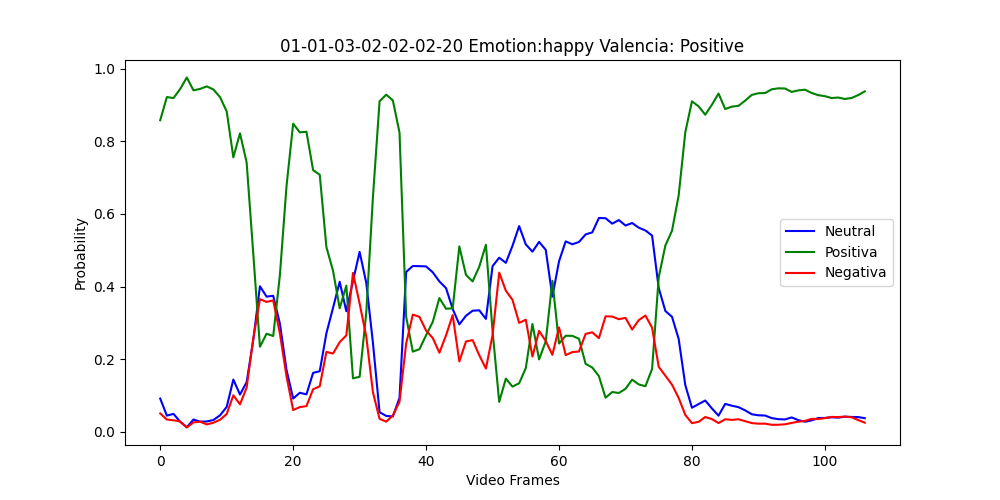 01-01-03-02-02-02-20 Emotion:happy Valencia: Positive
1.0
0.8
0.6
0.4
0.2
0.0
Probability
Neutral
Positiva
Negativa
0 20 40 60 80 100
Video Frames